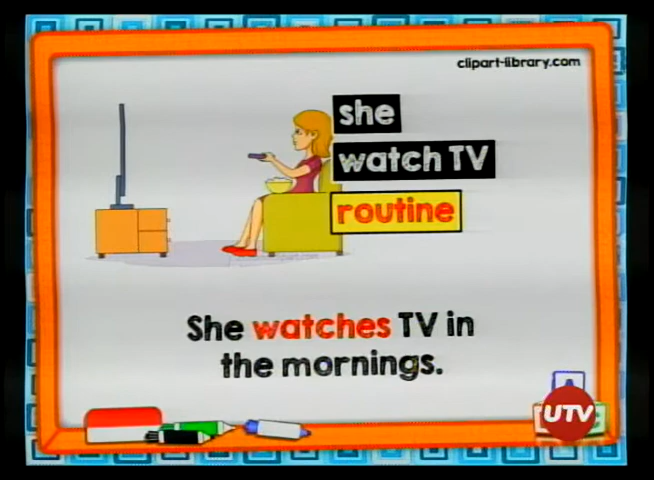 clipart-library.com
she
watch TV
routine
She watches TV in
the mornings.
A
UTV